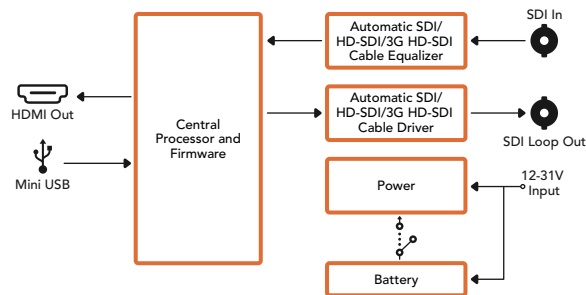 SDI In
Automatic SDI/
HD-SDI/3G HD-SDI
Cable Equalizer
HDMI Out
Central
Processor and
Firmware
Automatic SDI/
HD-SDI/3G HD-SDI
Cable Driver
SDI Loop Out
Mini USB
Power
12-31V
Input
Battery